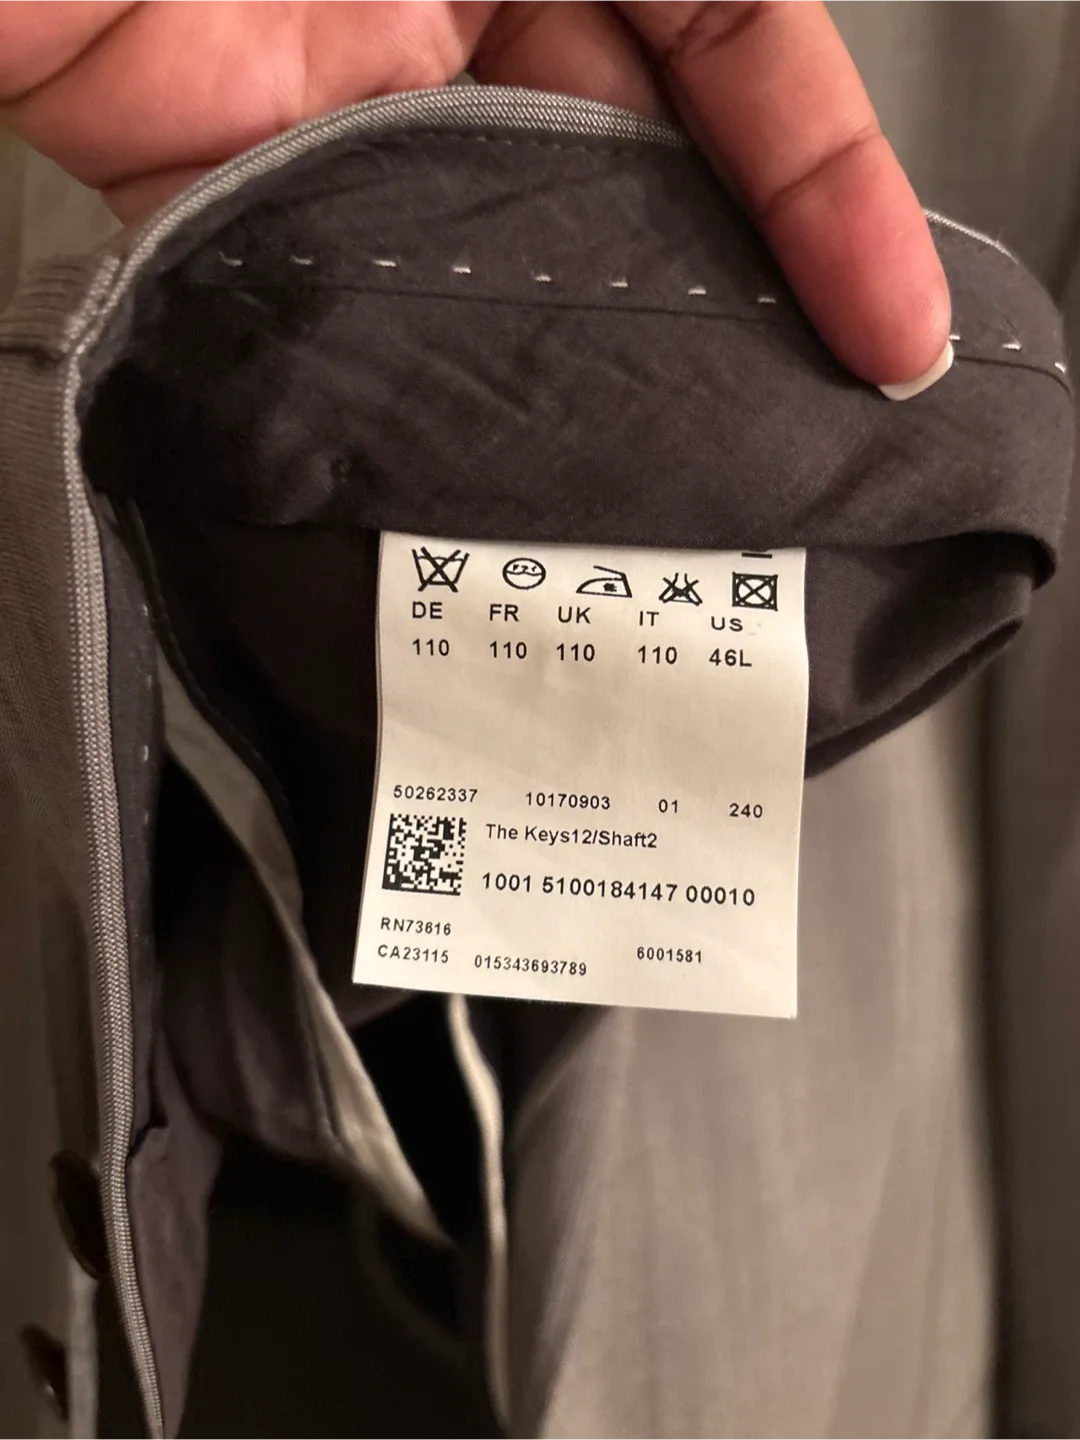 DE FR UK IT US
110 110 110 110 46L
50262337 10170903 01 240
The Keys12/Shaft2
1001 5100184147 00010
RN73616
CA23115 015343693789 6001581